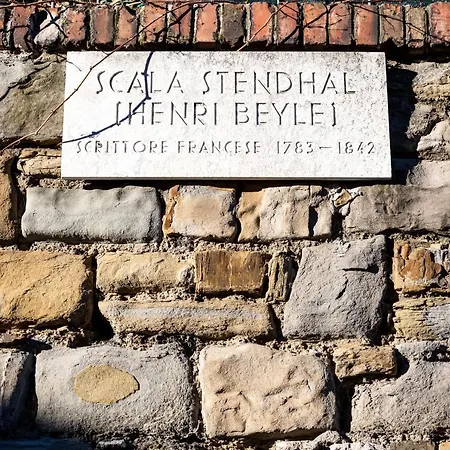 SCALA STENDHAL
[HENRI BEYLE]
SCRITTORE FRANCESE 1783–1842